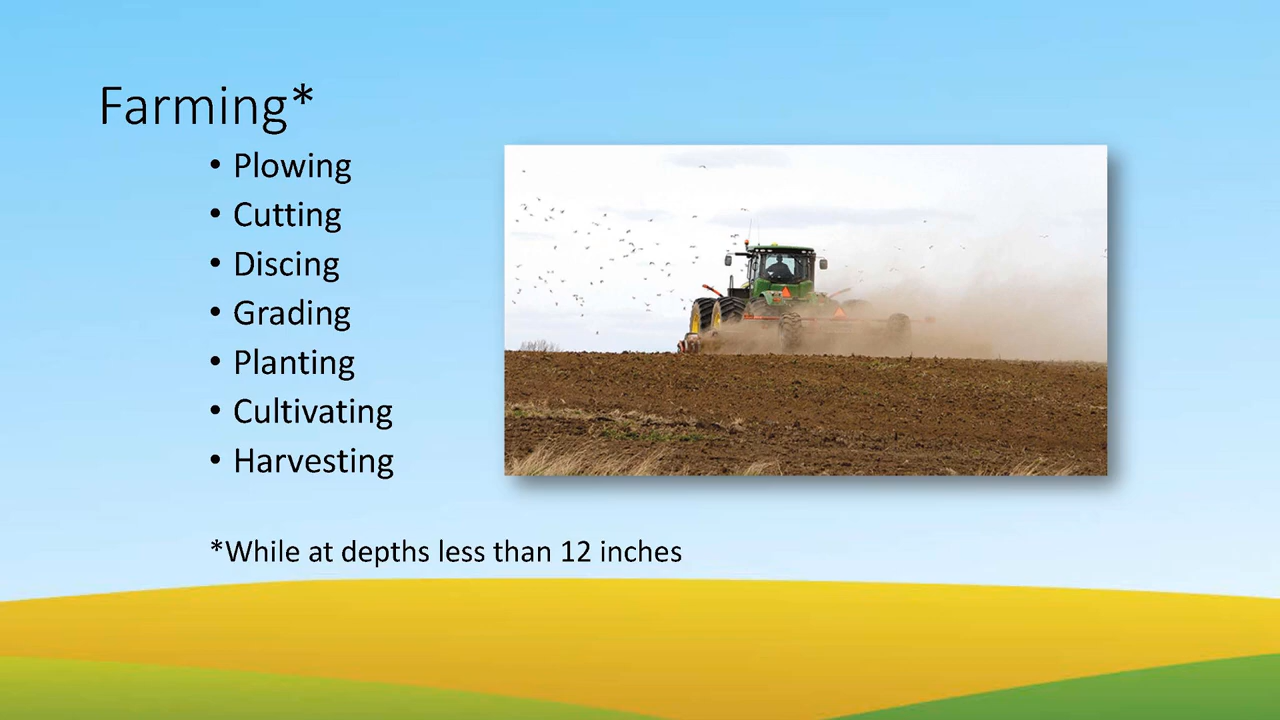 Farming*
• Plowing
• Cutting
• Discing
• Grading
• Planting
• Cultivating
• Harvesting
*While at depths less than 12 inches